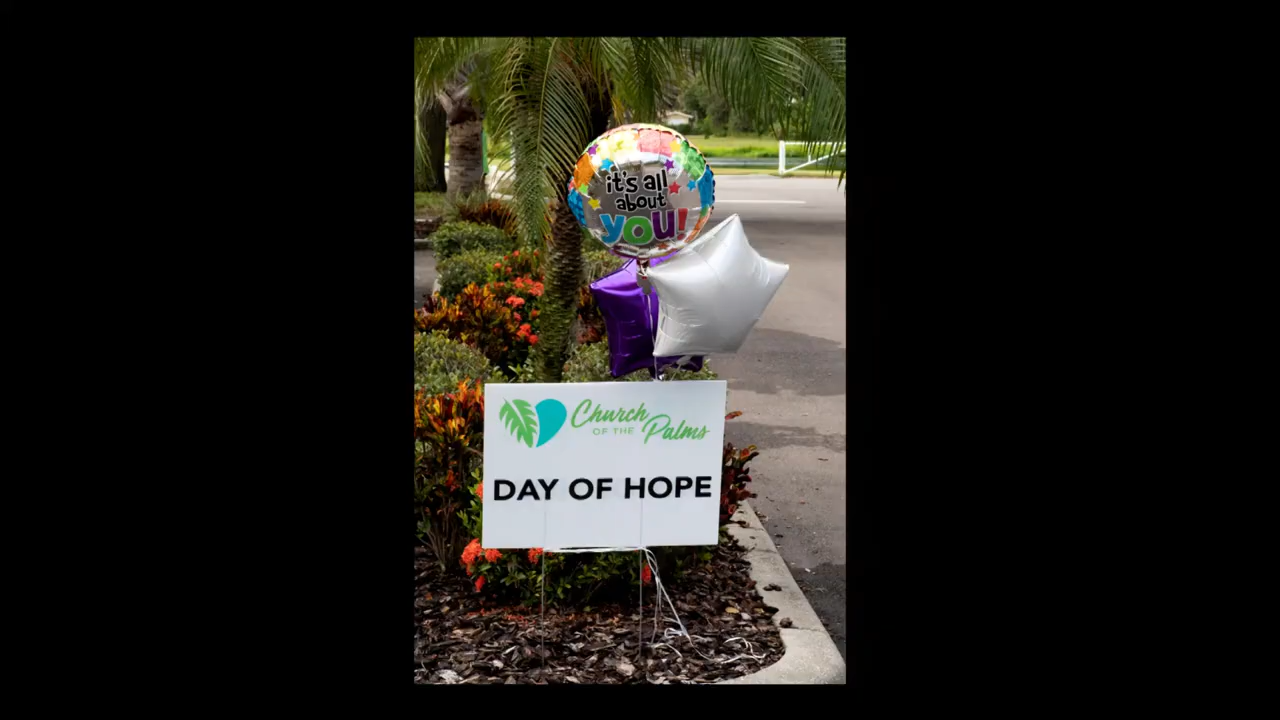 it's all
about
you!
Church
OF THE Palms
DAY OF HOPE